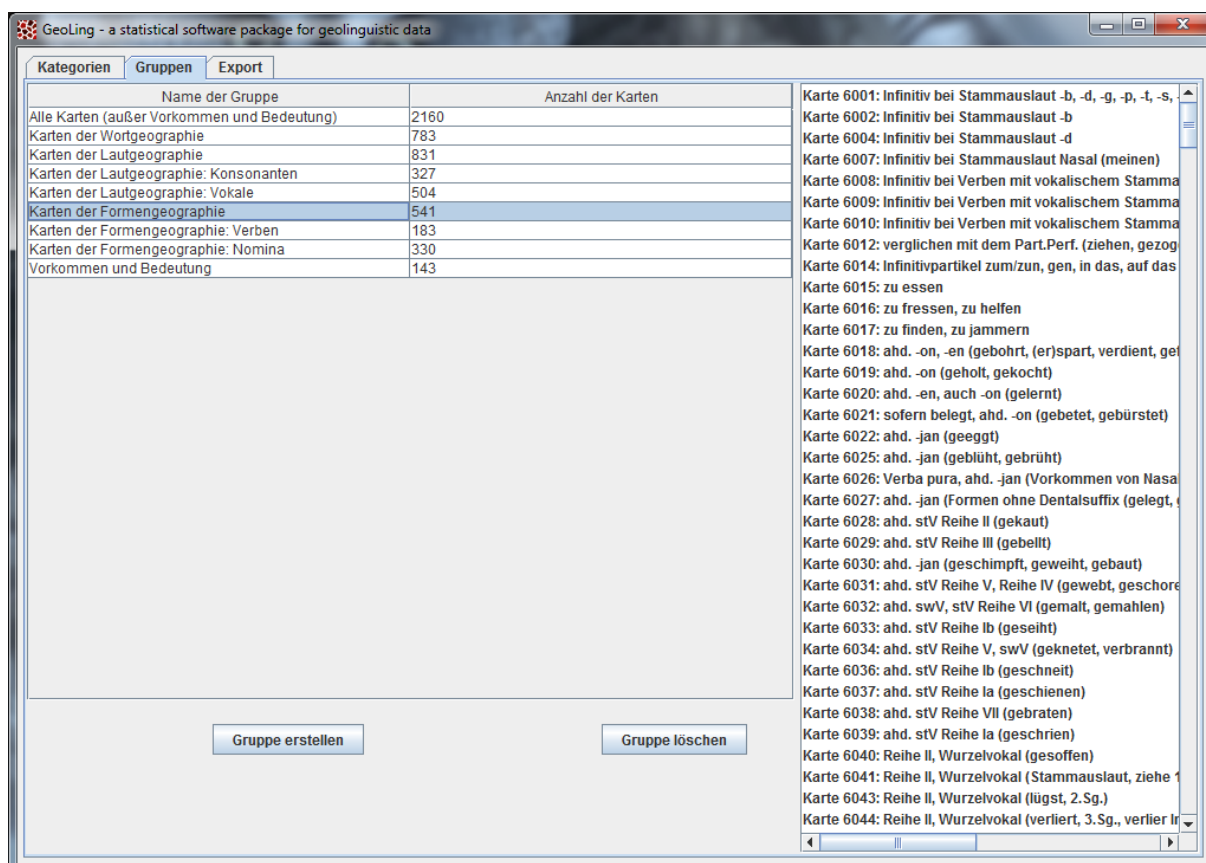 GeoLing - a statistical software package for geolinguistic data
Kategorien Gruppen Export
Name der Gruppe Anzahl der Karten
Alle Karten (außer Vorkommen und Bedeutung) 2160
Karten der Wortgeographie 783
Karten der Lautgeographie 831
Karten der Lautgeographie: Konsonanten 327
Karten der Lautgeographie: Vokale 504
Karten der Formengeographie 541
Karten der Formengeographie: Verben 183
Karten der Formengeographie: Nomina 330
Vorkommen und Bedeutung 143
Gruppe erstellen Gruppe löschen
Karte 6001: Infinitiv bei Stammauslaut -b, -d, -g, -p, -t, -s,
Karte 6002: Infinitiv bei Stammauslaut -b
Karte 6004: Infinitiv bei Stammauslaut -d
Karte 6007: Infinitiv bei Stammauslaut Nasal (meinen)
Karte 6008: Infinitiv bei Verben mit vokalischem Stamma
Karte 6009: Infinitiv bei Verben mit vokalischem Stamma
Karte 6010: Infinitiv bei Verben mit vokalischem Stamma
Karte 6012: verglichen mit dem Part.Perf. (ziehen, gezog
Karte 6014: Infinitivpartikel zum/zun, gen, in das, auf das
Karte 6015: zu essen
Karte 6016: zu fressen, zu helfen
Karte 6017: zu finden, zu jammern
Karte 6018: ahd. -on, -en (gebohrt, (er)spart, verdient, gef
Karte 6019: ahd. -on (geholt, gekocht)
Karte 6020: ahd. -en, auch -on (gelernt)
Karte 6021: sofern belegt, ahd. -on (gebetet, gebürstet)
Karte 6022: ahd. -jan (geeggt)
Karte 6025: ahd. -jan (geblüht, gebrüht)
Karte 6026: Verba pura, ahd. -jan (Vorkommen von Nasal
Karte 6027: ahd. -jan (Formen ohne Dentalsuffix (gelegt,
Karte 6028: ahd. stV Reihe II (gekaut)
Karte 6029: ahd. stV Reihe III (gebellt)
Karte 6030: ahd. -jan (geschimpft, geweiht, gebaut)
Karte 6031: ahd. stV Reihe V, Reihe IV (gewebt, geschore
Karte 6032: ahd. swV, stV Reihe VI (gemalt, gemahlen)
Karte 6033: ahd. stV Reihe Ib (geseiht)
Karte 6034: ahd. stV Reihe V, swV (geknetet, verbrannt)
Karte 6036: ahd. stV Reihe Ib (geschneit)
Karte 6037: ahd. stV Reihe Ia (geschienen)
Karte 6038: ahd. stV Reihe VII (gebraten)
Karte 6039: ahd. stV Reihe Ia (geschrien)
Karte 6040: Reihe II, Wurzelvokal (gesoffen)
Karte 6041: Reihe II, Wurzelvokal (Stammauslaut, ziehe 1
Karte 6043: Reihe II, Wurzelvokal (lügst, 2.Sg.)
Karte 6044: Reihe II, Wurzelvokal (verliert, 3.Sg., verlier